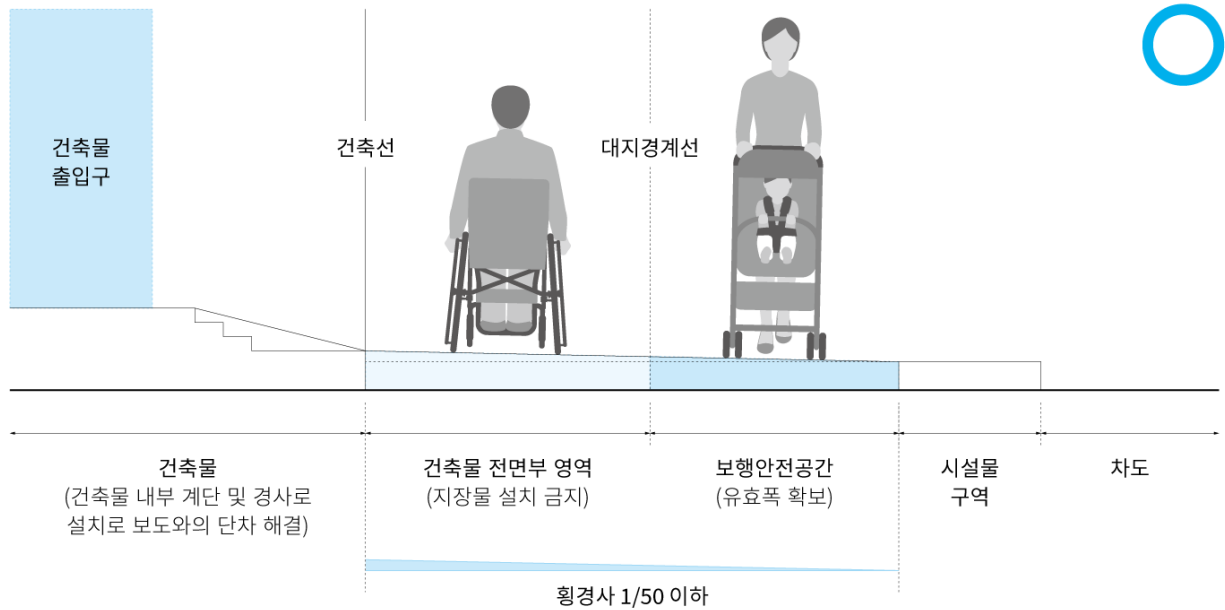 건축물
출입구
건축선
대지경계선
건축물
(건축물 내부 계단 및 경사로
설치로 보도와의 단차 해결)
건축물 전면부 영역
(지장물 설치 금지)
보행안전공간
(유효폭 확보)
시설물
구역
차도
횡경사 1/50 이하